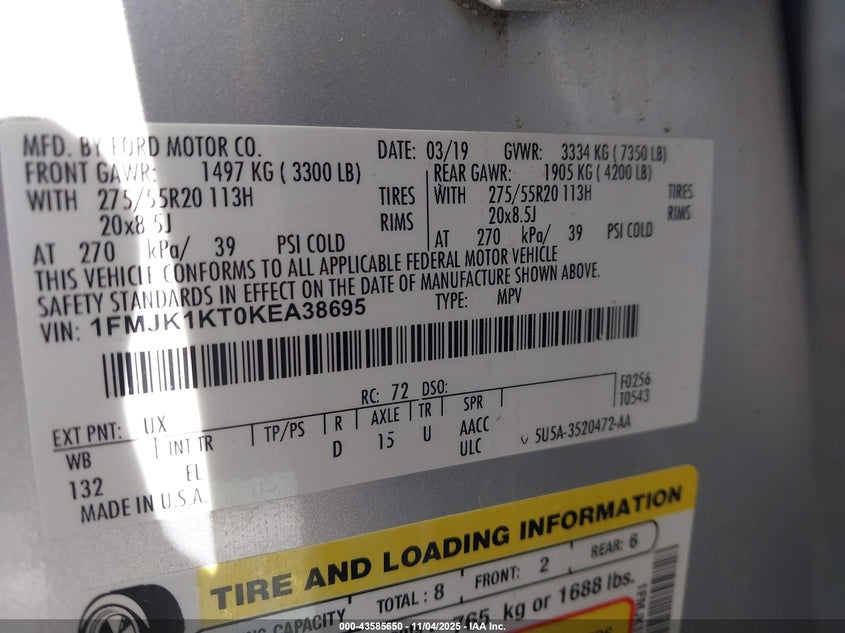 MFD. BY FORD MOTOR CO. DATE: 03/19 GVWR: 3334 KG ( 7350 LB)
FRONT GAWR: 1497 KG ( 3300 LB) REAR GAWR: 1905 KG ( 4200 LB)
WITH 275/55R20 113H TIRES WITH 275/55R20 113H TIRES
20x8.5J RIMS 20x8.5J RIMS
AT 270 kPa/ 39 PSI COLD AT 270 kPa/ 39 PSI COLD
THIS VEHICLE CONFORMS TO ALL APPLICABLE FEDERAL MOTOR VEHICLE
SAFETY STANDARDS IN EFFECT ON THE DATE OF MANUFACTURE SHOWN ABOVE.
VIN: 1FMJK1KT0KEA38695 TYPE: MPV
RC: 72 DSO: F0256
T0543
EXT PNT: UX
WB INT TR TP/PS R AXLE TR SPR
132 EL D 15 U AACC
ULC 5U5A-3520472-AA
MADE IN U.S.A.
TIRE AND LOADING INFORMATION
CAPACITY TOTAL: 8 FRONT: 2 REAR: 6
765 kg or 1688 lbs.
000-43585650 - 11/04/2025 - IAA Inc.